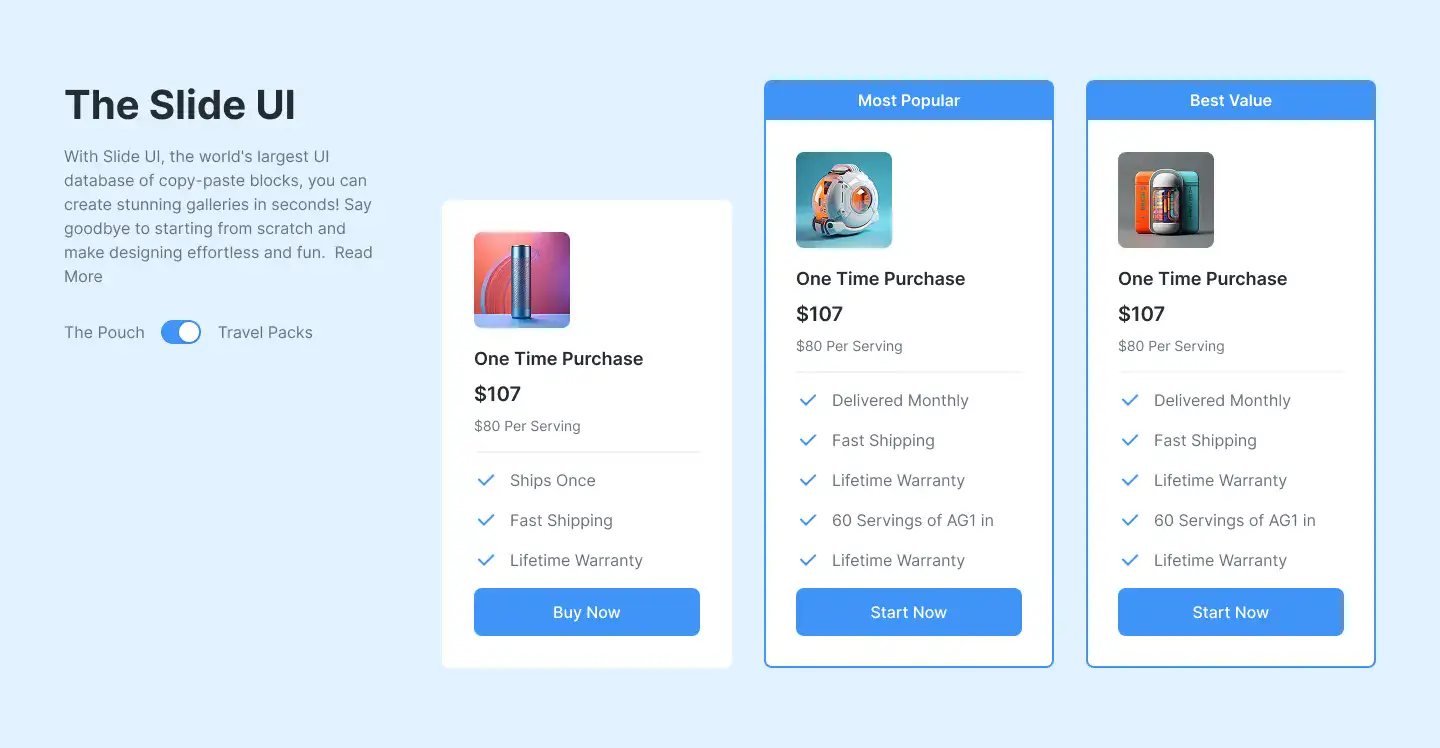 The Slide UI
With Slide UI, the world's largest UI
database of copy-paste blocks, you can
create stunning galleries in seconds! Say
goodbye to starting from scratch and
make designing effortless and fun.  Read
More
The Pouch
Travel Packs
One Time Purchase
$107
$80 Per Serving
Ships Once
Fast Shipping
Lifetime Warranty
Buy Now
Most Popular
One Time Purchase
$107
$80 Per Serving
Delivered Monthly
Fast Shipping
Lifetime Warranty
60 Servings of AG1 in
Lifetime Warranty
Start Now
Best Value
One Time Purchase
$107
$80 Per Serving
Delivered Monthly
Fast Shipping
Lifetime Warranty
60 Servings of AG1 in
Lifetime Warranty
Start Now